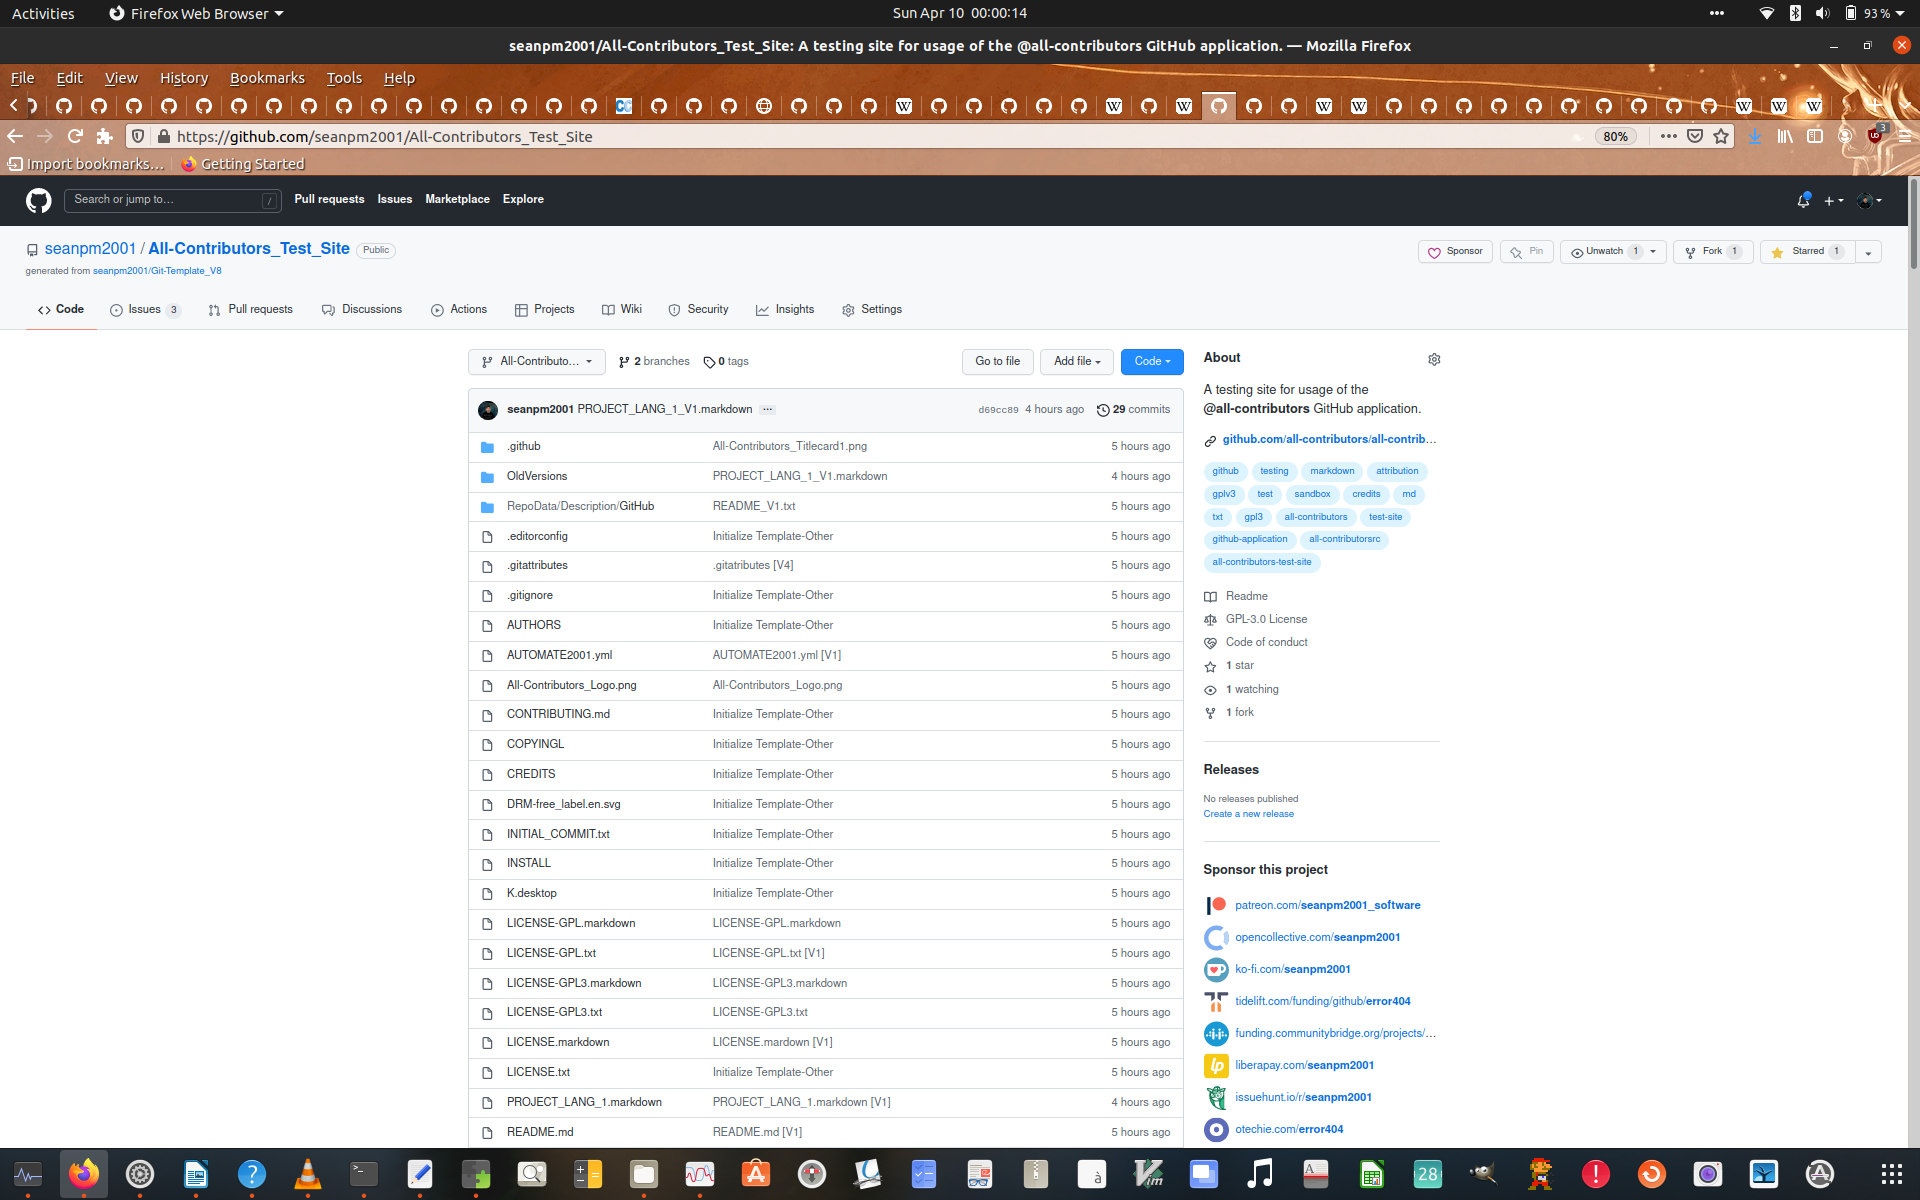 Activities Firefox Web Browser Sun Apr 10 00:00:14 93 %
seanpm2001/All-Contributors_Test_Site: A testing site for usage of the @all-contributors GitHub application. — Mozilla Firefox
File Edit View History Bookmarks Tools Help
https://github.com/seanpm2001/All-Contributors_Test_Site 80% 3
Import bookmarks… Getting Started
Search or jump to… / Pull requests Issues Marketplace Explore
seanpm2001 / All-Contributors_Test_Site Public Sponsor Pin Unwatch 1 Fork 1 Starred 1
generated from seanpm2001/Git-Template_V8
Code Issues 3 Pull requests Discussions Actions Projects Wiki Security Insights Settings
All-Contributo… 2 branches 0 tags Go to file Add file Code
seanpm2001 PROJECT_LANG_1_V1.markdown … d69cc89 4 hours ago 29 commits
.github All-Contributors_Titlecard1.png 5 hours ago
OldVersions PROJECT_LANG_1_V1.markdown 4 hours ago
RepoData/Description/GitHub README_V1.txt 5 hours ago
.editorconfig Initialize Template-Other 5 hours ago
.gitattributes .gitatributes [V4] 5 hours ago
.gitignore Initialize Template-Other 5 hours ago
AUTHORS Initialize Template-Other 5 hours ago
AUTOMATE2001.yml AUTOMATE2001.yml [V1] 5 hours ago
All-Contributors_Logo.png All-Contributors_Logo.png 5 hours ago
CONTRIBUTING.md Initialize Template-Other 5 hours ago
COPYINGL Initialize Template-Other 5 hours ago
CREDITS Initialize Template-Other 5 hours ago
DRM-free_label.en.svg Initialize Template-Other 5 hours ago
INITIAL_COMMIT.txt Initialize Template-Other 5 hours ago
INSTALL Initialize Template-Other 5 hours ago
K.desktop Initialize Template-Other 5 hours ago
LICENSE-GPL.markdown LICENSE-GPL.markdown 5 hours ago
LICENSE-GPL.txt LICENSE-GPL.txt [V1] 5 hours ago
LICENSE-GPL3.markdown LICENSE-GPL3.markdown 5 hours ago
LICENSE-GPL3.txt LICENSE-GPL3.txt 5 hours ago
LICENSE.markdown LICENSE.mardown [V1] 5 hours ago
LICENSE.txt Initialize Template-Other 5 hours ago
PROJECT_LANG_1.markdown PROJECT_LANG_1.markdown [V1] 4 hours ago
README.md README.md [V1] 5 hours ago
About
A testing site for usage of the
@all-contributors GitHub application.
github.com/all-contributors/all-contrib…
github testing markdown attribution
gplv3 test sandbox credits md
txt gpl3 all-contributors test-site
github-application all-contributorsrc
all-contributors-test-site
Readme
GPL-3.0 License
Code of conduct
1 star
1 watching
1 fork
Releases
No releases published
Create a new release
Sponsor this project
patreon.com/seanpm2001_software
opencollective.com/seanpm2001
ko-fi.com/seanpm2001
tidelift.com/funding/github/error404
funding.communitybridge.org/projects/…
liberapay.com/seanpm2001
issuehunt.io/r/seanpm2001
otechie.com/error404
28